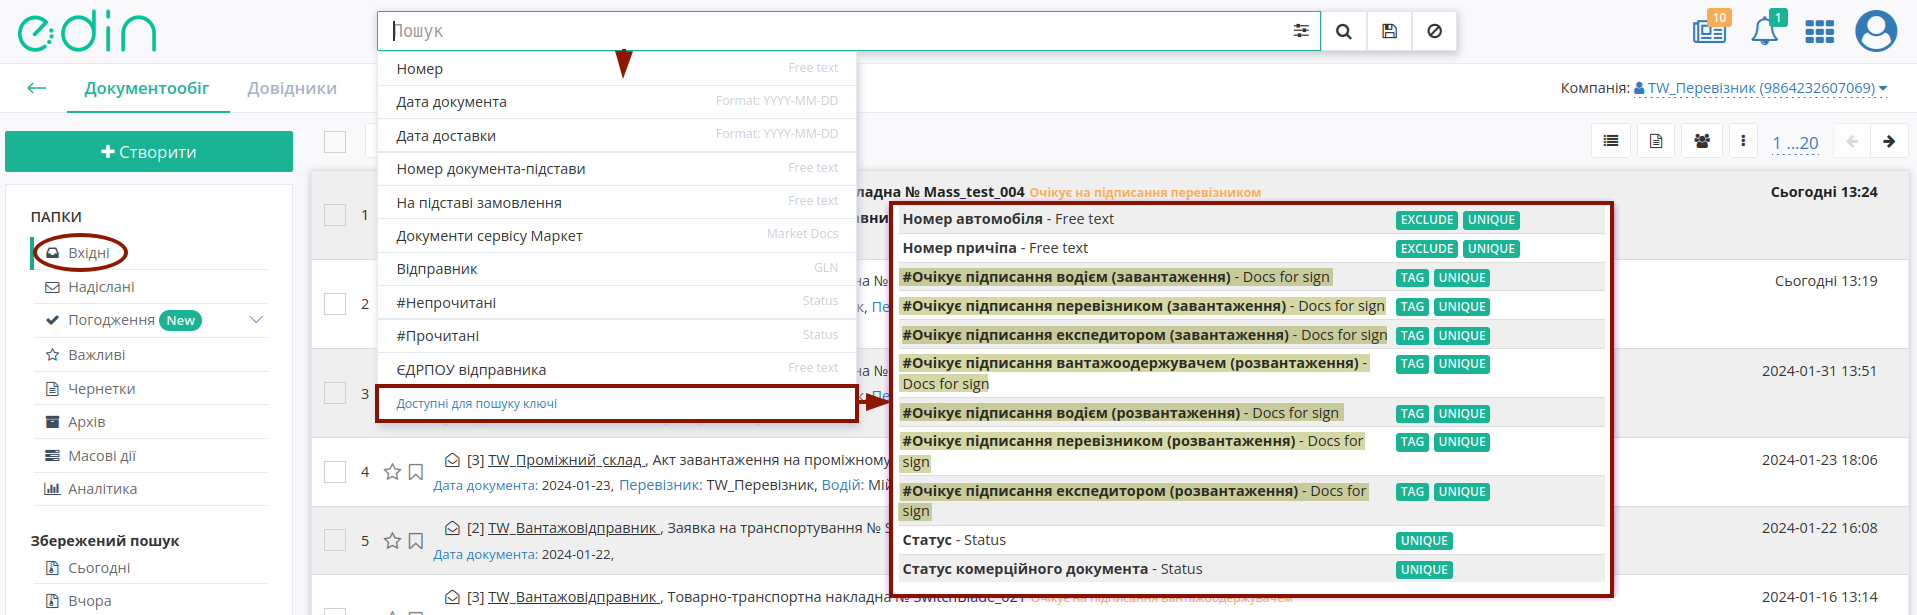 edin
Пошук
10
1
Документообіг
Довідники
Компанія: TW_Перевізник (9864232607069)
Створити
1 ...20
Номер Free text
Дата документа Format: YYYY-MM-DD
Дата доставки Format: YYYY-MM-DD
Номер документа-підстави Free text
На підставі замовлення Free text
Документи сервісу Маркет Market Docs
Відправник GLN
#Непрочитані Status
#Прочитані Status
ЄДРПОУ відправника Free text
Доступні для пошуку ключі
ПАПКИ
Вхідні
Надіслані
Погодження New
Важливі
Чернетки
Архів
Масові дії
Аналітика
Збережений пошук
Сьогодні
Вчора
1 № Mass_test_004 Очікує на підписання перевізником Сьогодні 13:24
2 Сьогодні 13:19
3 2024-01-31 13:51
4 [3] TW_Проміжний_склад , Акт завантаження на проміжному 2024-01-23 18:06
Дата документа: 2024-01-23, Перевізник: TW_Перевізник, Водій: Мій
5 [2] TW_Вантажовідправник , Заявка на транспортування № 2024-01-22 16:08
Дата документа: 2024-01-22,
[3] TW_Вантажовідправник , Товарно-транспортна накладна № SwitchBlade_021 Очікує на підписання вантажоодержувачем 2024-01-16 13:14
Номер автомобіля - Free text EXCLUDE UNIQUE
Номер причіпа - Free text EXCLUDE UNIQUE
#Очікує підписання водієм (завантаження) - Docs for sign TAG UNIQUE
#Очікує підписання перевізником (завантаження) - Docs for sign TAG UNIQUE
#Очікує підписання експедитором (завантаження) - Docs for sign TAG UNIQUE
#Очікує підписання вантажоодержувачем (розвантаження) - TAG UNIQUE
Docs for sign
#Очікує підписання водієм (розвантаження) - Docs for sign TAG UNIQUE
#Очікує підписання перевізником (розвантаження) - Docs for TAG UNIQUE
sign
#Очікує підписання експедитором (розвантаження) - Docs for TAG UNIQUE
sign
Статус - Status UNIQUE
Статус комерційного документа - Status UNIQUE